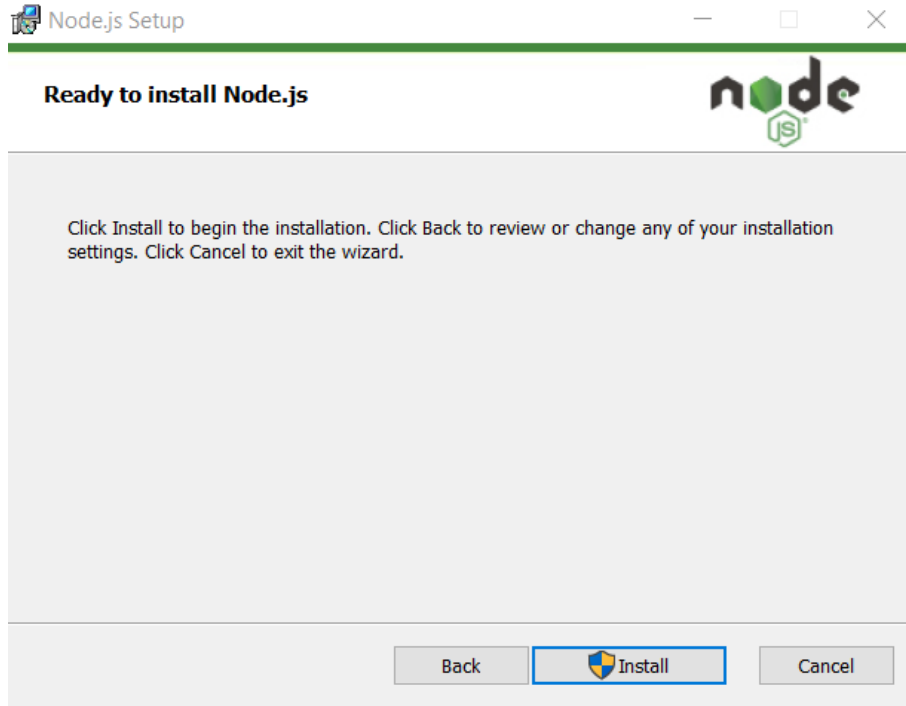 Node.js Setup
Ready to install Node.js
node
JS
Click Install to begin the installation. Click Back to review or change any of your installation
settings. Click Cancel to exit the wizard.
Back
Install
Cancel